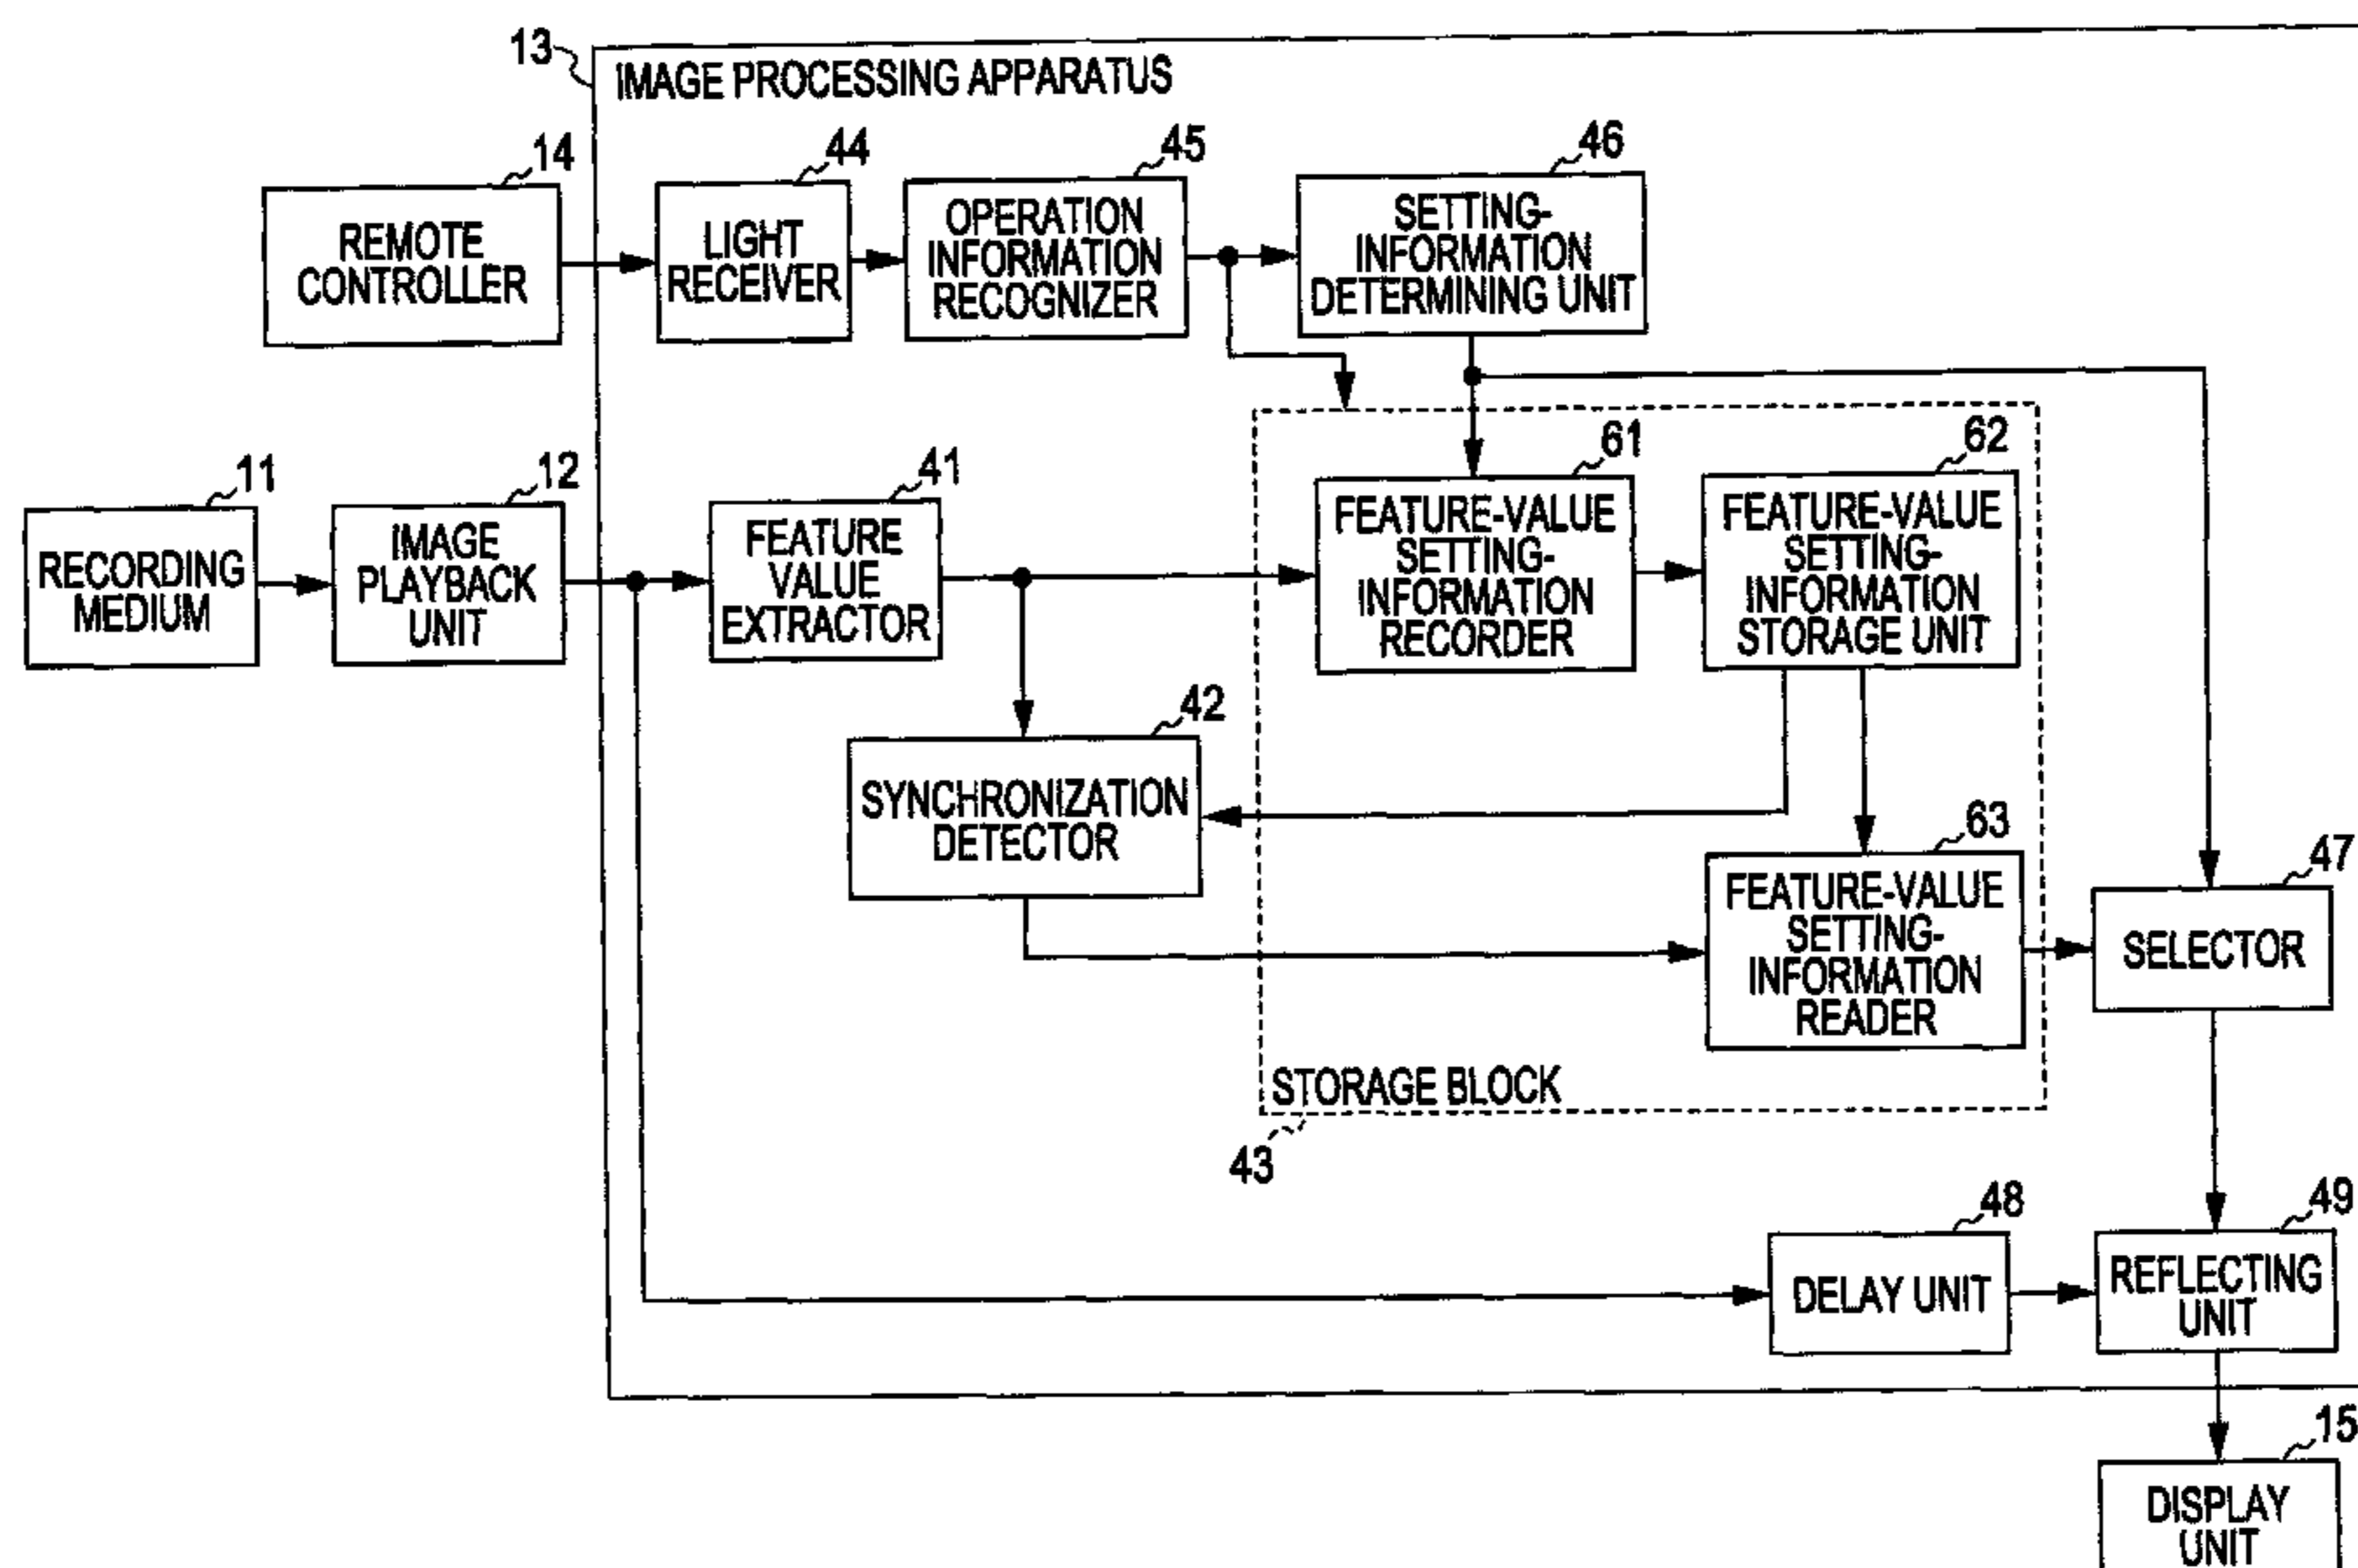 13
IMAGE PROCESSING APPARATUS
14
REMOTE
CONTROLLER
44
LIGHT
RECEIVER
45
OPERATION
INFORMATION
RECOGNIZER
46
SETTING-
INFORMATION
DETERMINING UNIT
11
RECORDING
MEDIUM
12
IMAGE
PLAYBACK
UNIT
41
FEATURE
VALUE
EXTRACTOR
61
FEATURE-VALUE
SETTING-
INFORMATION
RECORDER
62
FEATURE-VALUE
SETTING-
INFORMATION
STORAGE UNIT
42
SYNCHRONIZATION
DETECTOR
63
FEATURE-VALUE
SETTING-
INFORMATION
READER
47
SELECTOR
STORAGE BLOCK
43
48
DELAY UNIT
49
REFLECTING
UNIT
15
DISPLAY
UNIT